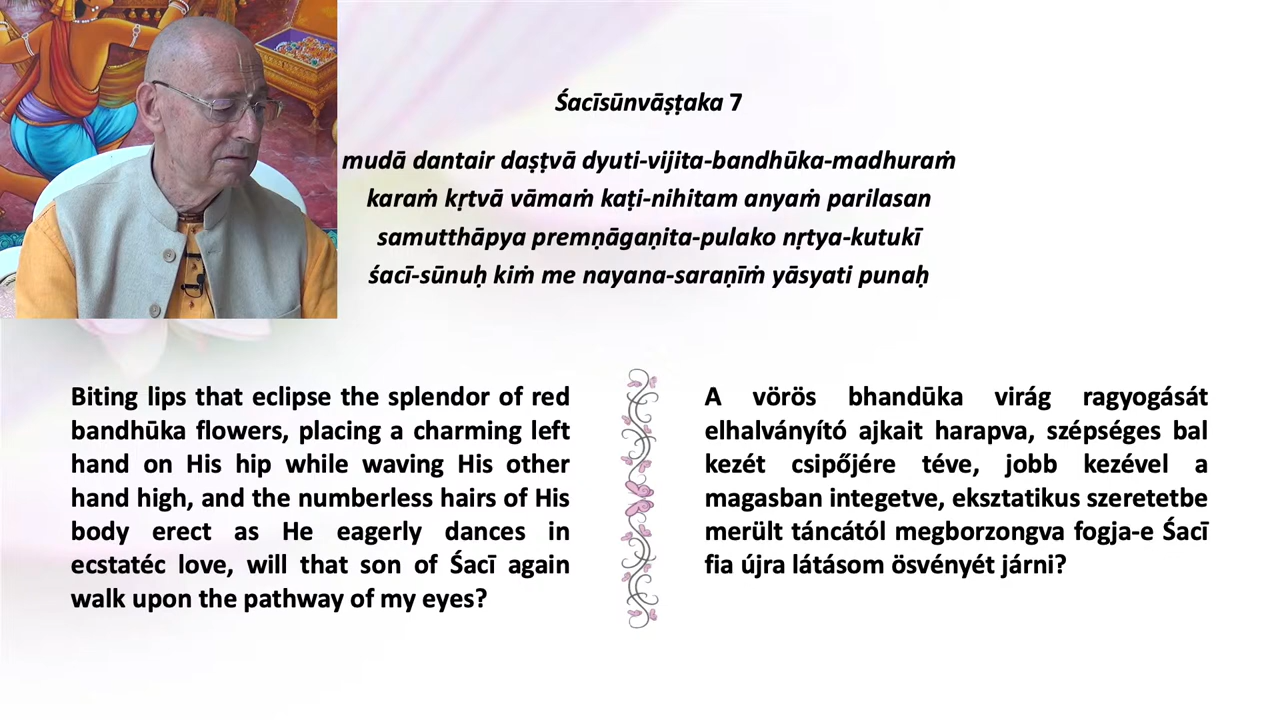 Śacīsūnvāṣṭaka 7
mudā dantair daṣṭvā dyuti-vijita-bandhūka-madhuraṁ
karaṁ kṛtvā vāmaṁ kaṭi-nihitam anyaṁ parilasan
samutthāpya premṇāgaṇita-pulako nṛtya-kutukī
śacī-sūnuḥ kiṁ me nayana-saraṇīṁ yāsyati punaḥ
Biting lips that eclipse the splendor of red
bandhūka flowers, placing a charming left
hand on His hip while waving His other
hand high, and the numberless hairs of His
body erect as He eagerly dances in
ecstatéc love, will that son of Śacī again
walk upon the pathway of my eyes?
A vörös bhandūka virág ragyogását
elhalványító ajkait harapva, szépséges bal
kezét csipőjére téve, jobb kezével a
magasban integetve, eksztatikus szeretetbe
merült táncától megborzongva fogja-e Śacī
fia újra látásom ösvényét járni?